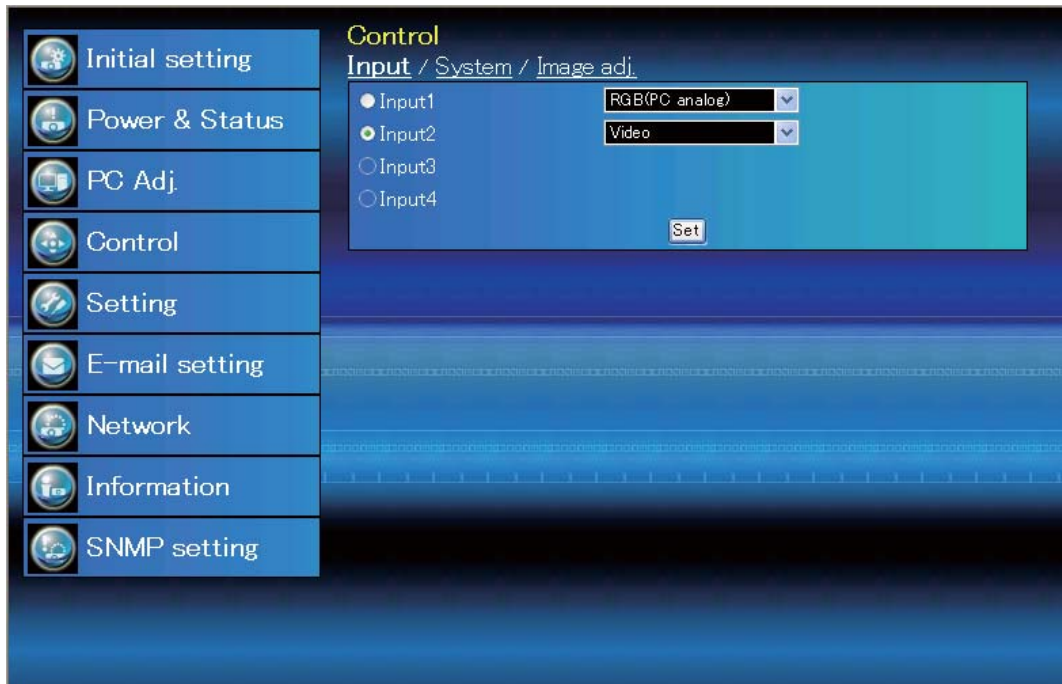 Initial setting
Power & Status
PC Adj.
Control
Setting
E-mail setting
Network
Information
SNMP setting
Control
Input / System / Image adj.
Input1 RGB(PC analog)
Input2 Video
Input3
Input4
Set